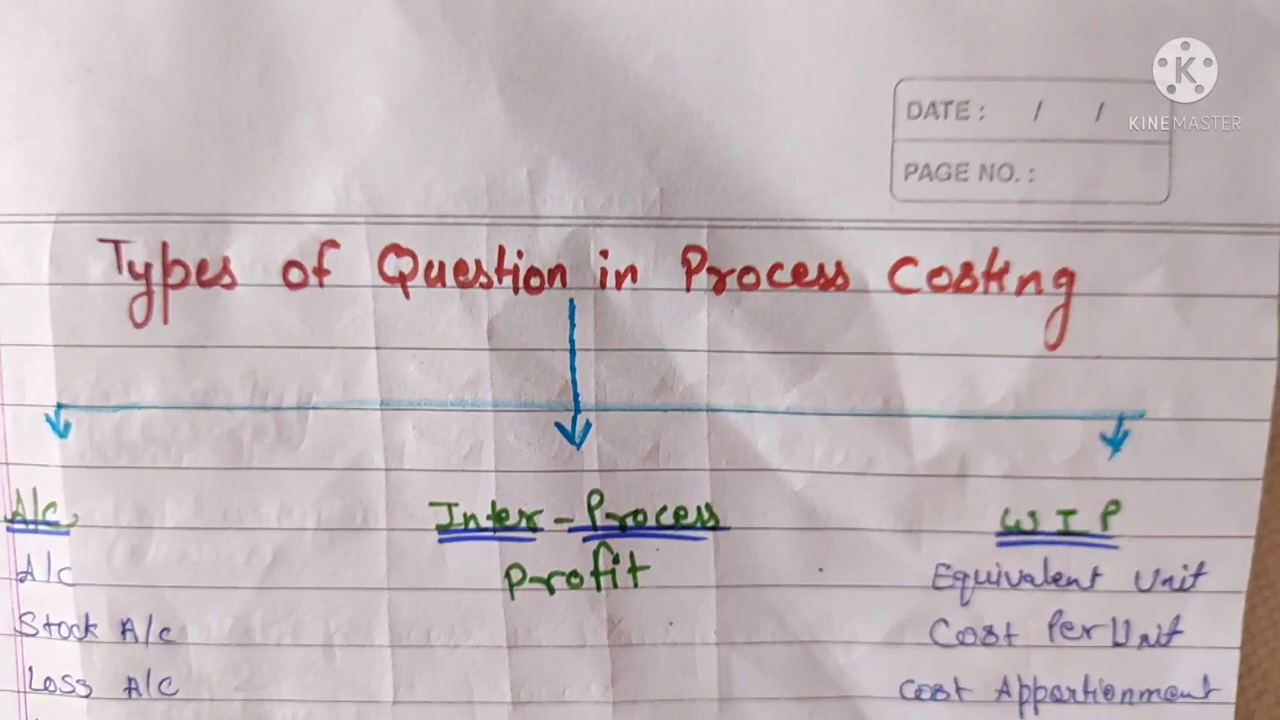 K
KINEMASTER
DATE : / /
PAGE NO. :
Types of Question in Process Costing
A/c
Inter-Process
Profit
WIP
A/c
Stock A/c
Loss A/c
Equivalent Unit
Cost Per Unit
Cost Apportionment